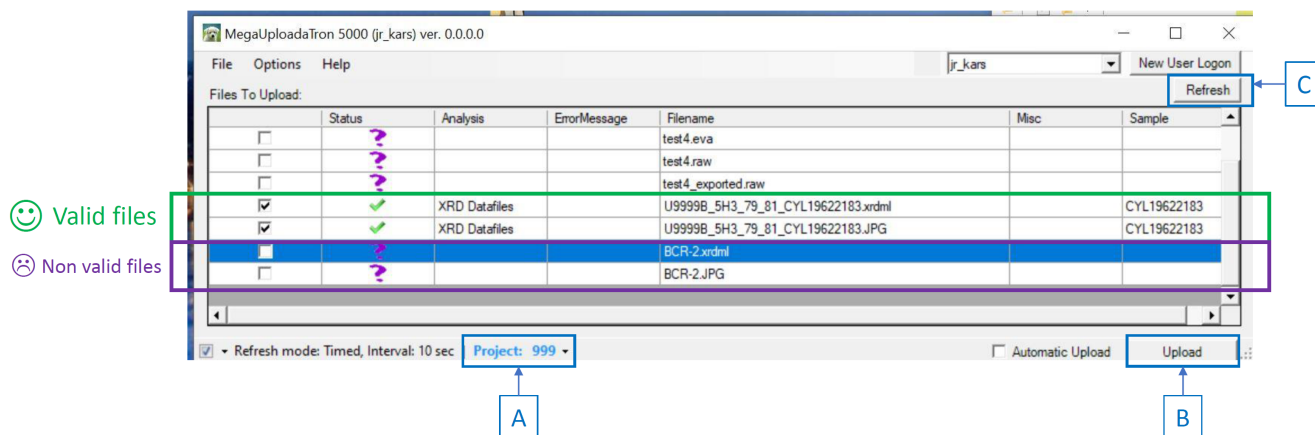 MegaUploadaTron 5000 (jr_kars) ver. 0.0.0.0
File Options Help jr_kars New User Logon
Files To Upload: Refresh C
Status Analysis ErrorMessage Filename Misc Sample
? test4.eva
? test4.raw
? test4_exported.raw
Valid files XRD Datafiles U9999B_5H3_79_81_CYL19622183.xrdml CYL19622183
XRD Datafiles U9999B_5H3_79_81_CYL19622183.JPG CYL19622183
Non valid files ? BCR-2.xrdml
? BCR-2.JPG
Refresh mode: Timed, Interval: 10 sec Project: 999 Automatic Upload Upload
A B